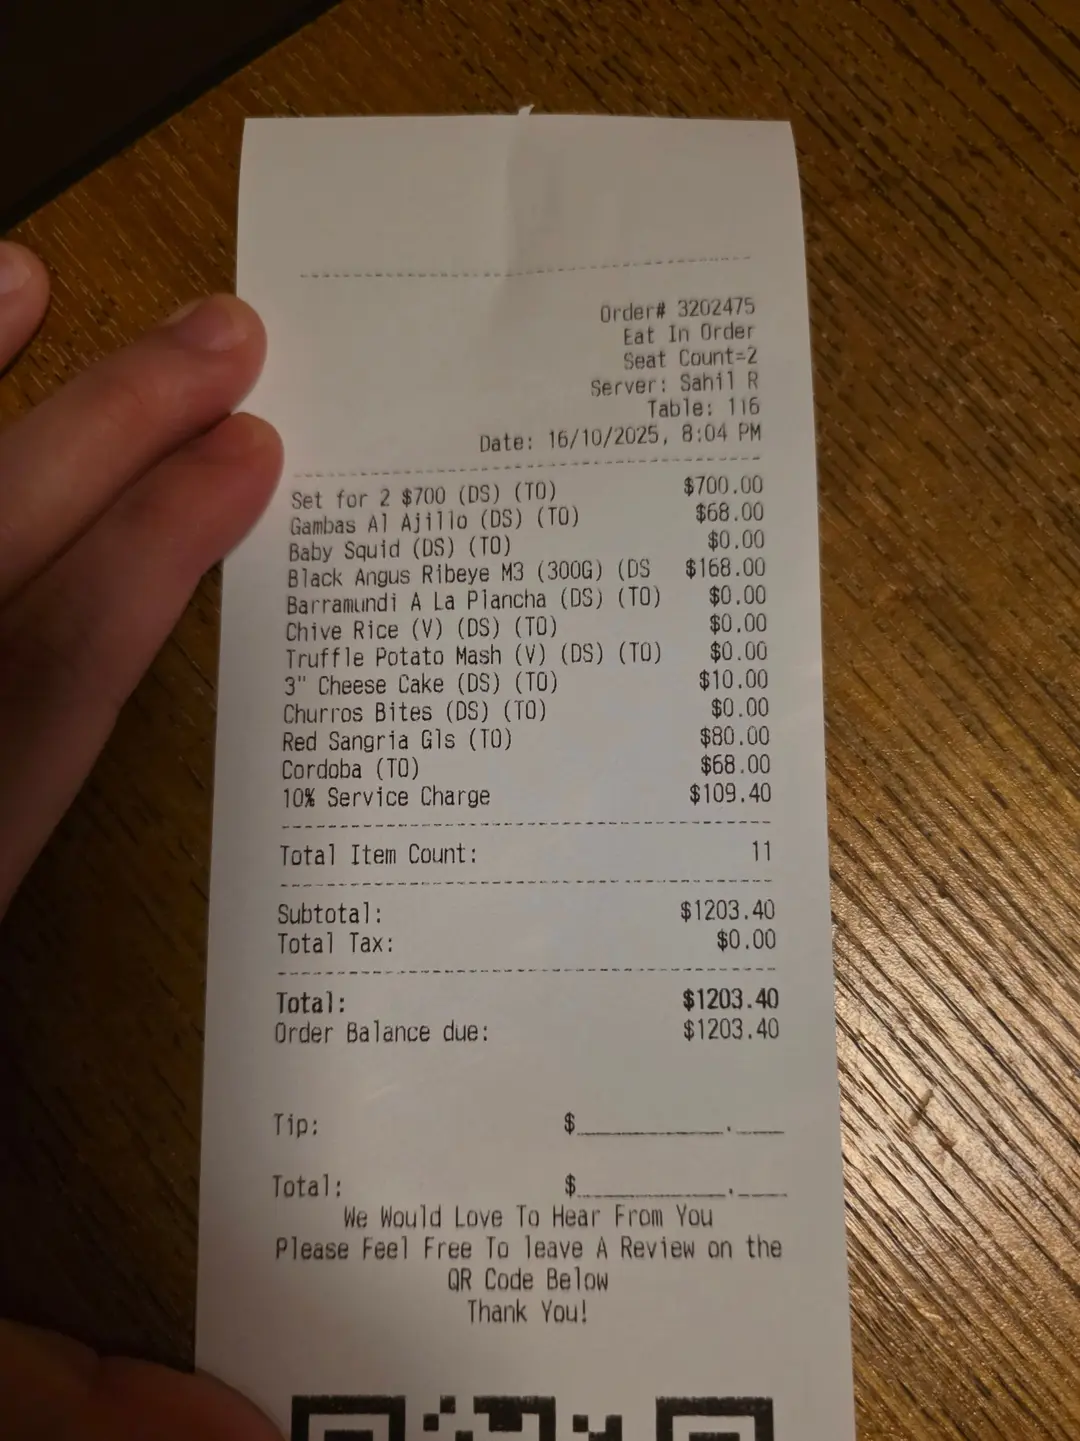 Order# 3202475
Eat In Order
Seat Count=2
Server: Sahil R
Table: 116
Date: 16/10/2025, 8:04 PM
Set for 2 $700 (DS) (TO) $700.00
Gambas Al Ajillo (DS) (TO) $68.00
Baby Squid (DS) (TO) $0.00
Black Angus Ribeye M3 (300G) (DS $168.00
Barramundi A La Plancha (DS) (TO) $0.00
Chive Rice (V) (DS) (TO) $0.00
Truffle Potato Mash (V) (DS) (TO) $0.00
3" Cheese Cake (DS) (TO) $10.00
Churros Bites (DS) (TO) $0.00
Red Sangria Gls (TO) $80.00
Cordoba (TO) $68.00
10% Service Charge $109.40
Total Item Count: 11
Subtotal: $1203.40
Total Tax: $0.00
Total: $1203.40
Order Balance due: $1203.40
Tip: $__________.____
Total: $__________.____
We Would Love To Hear From You
Please Feel Free To leave A Review on the
QR Code Below
Thank You!